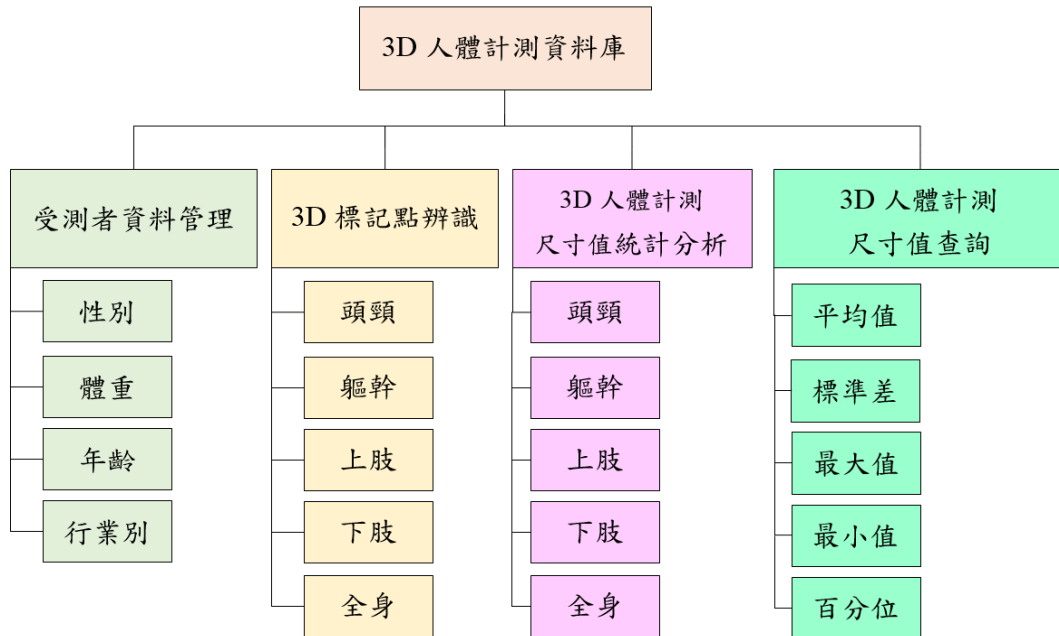 3D 人體計測資料庫
受測者資料管理
性別
體重
年齡
行業別
3D 標記點辨識
頭頸
軀幹
上肢
下肢
全身
3D 人體計測
尺寸值統計分析
頭頸
軀幹
上肢
下肢
全身
3D 人體計測
尺寸值查詢
平均值
標準差
最大值
最小值
百分位